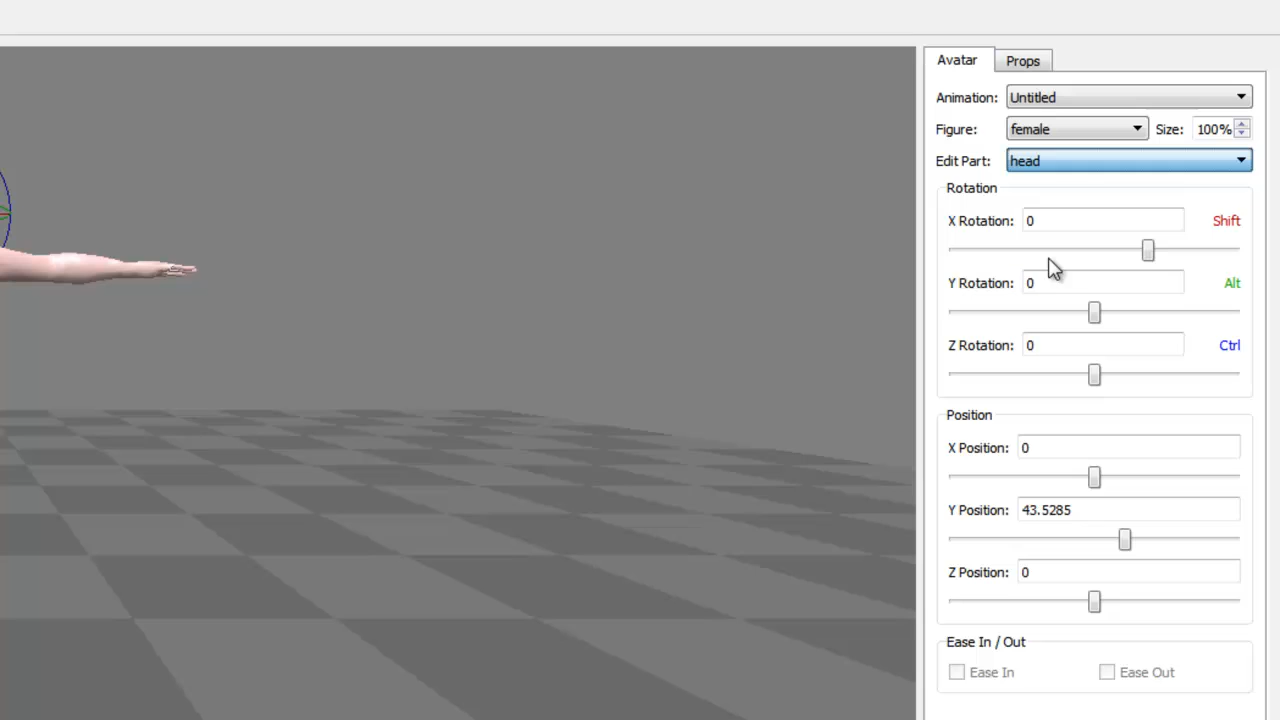 Avatar Props
Animation: Untitled
Figure: female Size: 100%
Edit Part: head
Rotation
X Rotation: 0 Shift
Y Rotation: 0 Alt
Z Rotation: 0 Ctrl
Position
X Position: 0
Y Position: 43.5285
Z Position: 0
Ease In / Out
Ease In Ease Out